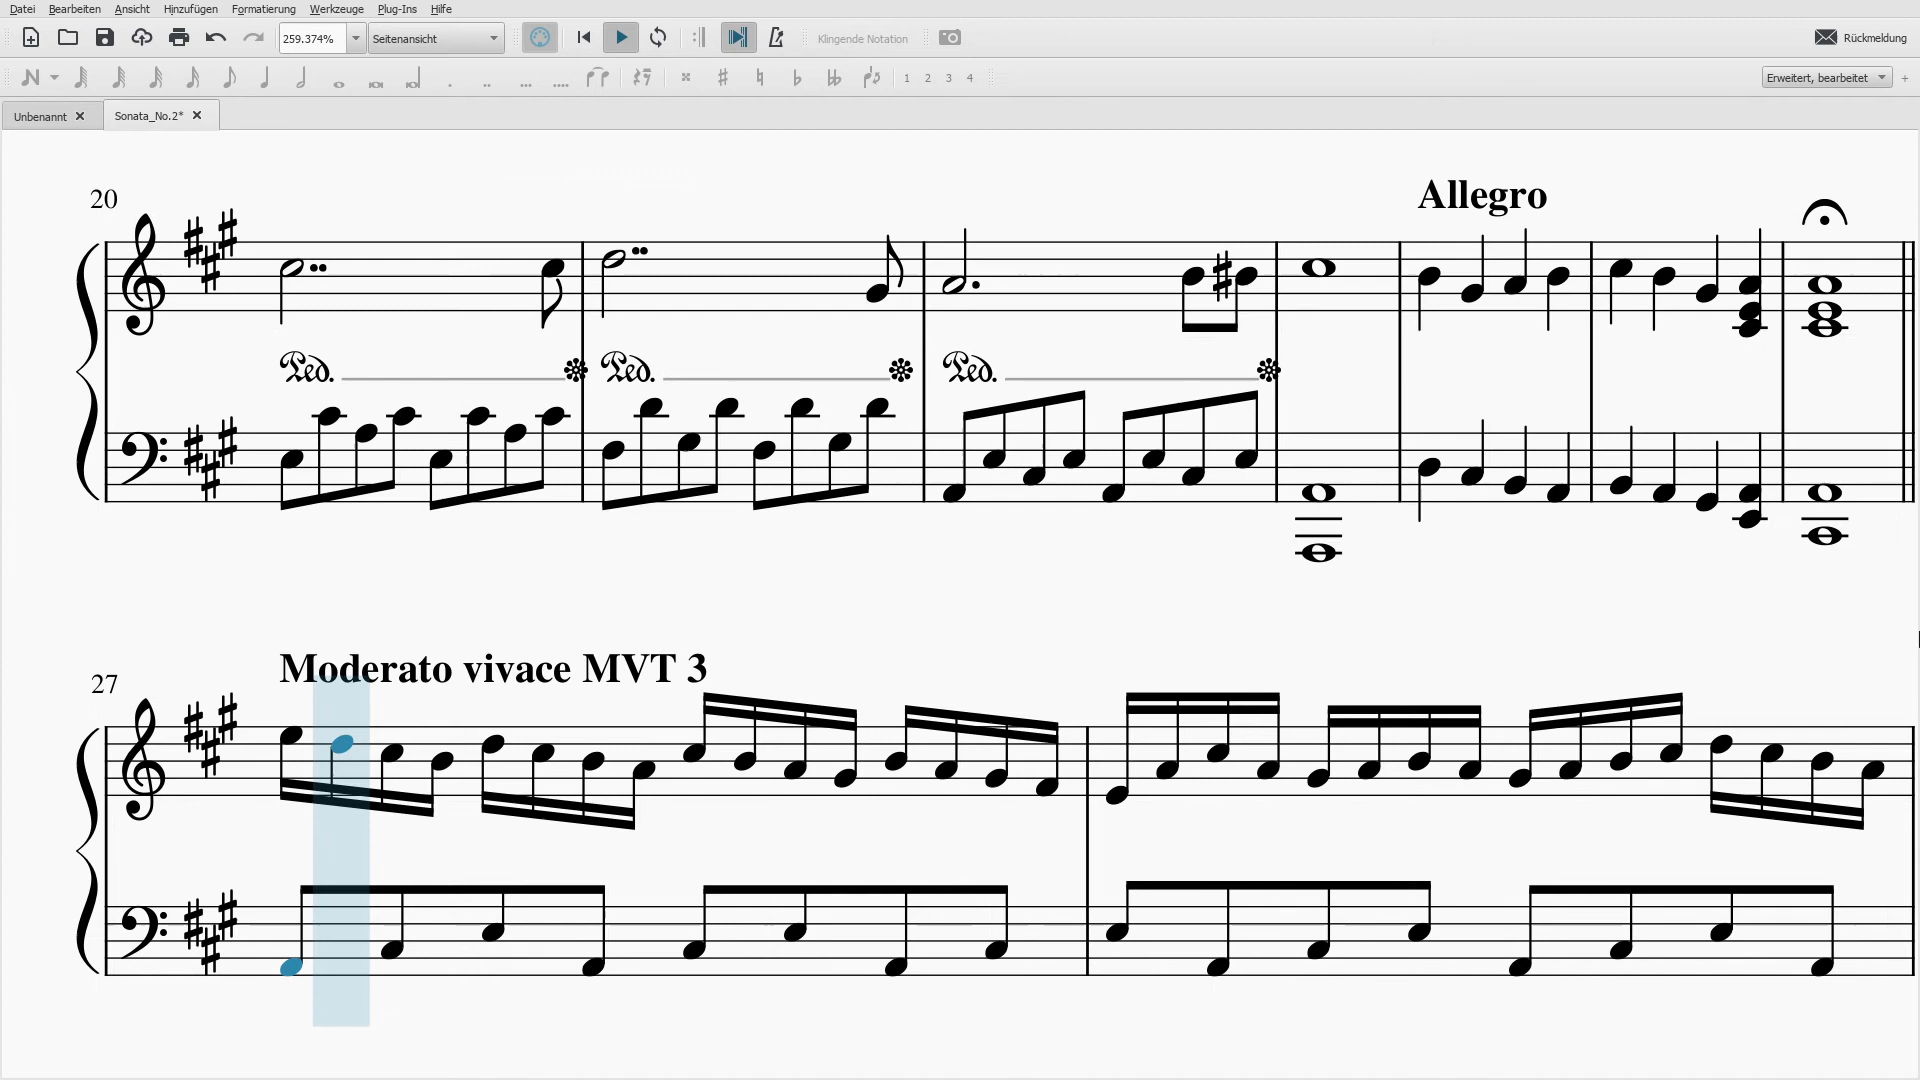 Datei Bearbeiten Ansicht Hinzufügen Formatierung Werkzeuge Plug-Ins Hilfe
259.374% Seitenansicht Klingende Notation Rückmeldung
1 2 3 4 Erweitert, bearbeitet +
Unbenannt Sonata_No.2*
20
Allegro
Ped. Ped. Ped.
27
Moderato vivace MVT 3